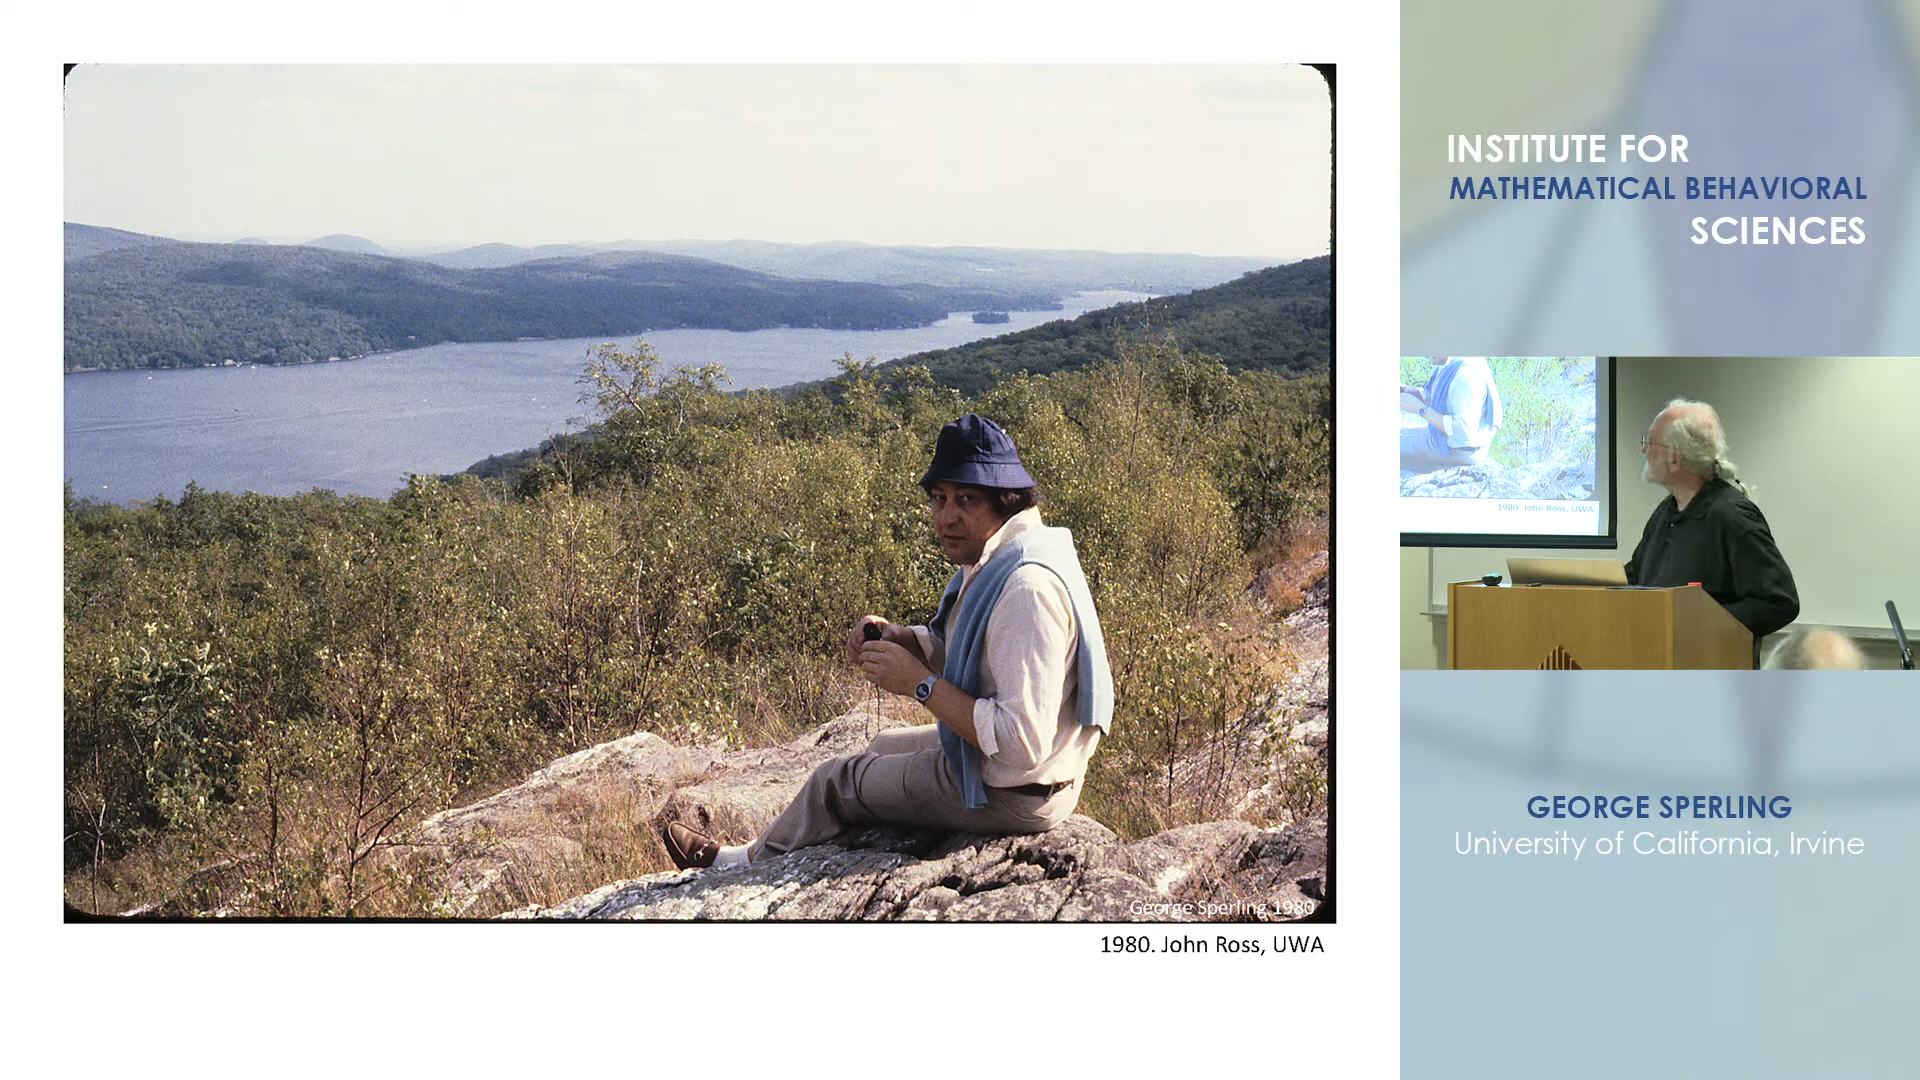 George Sperling 1980
1980. John Ross, UWA
INSTITUTE FOR
MATHEMATICAL BEHAVIORAL
SCIENCES
1980. John Ross, UWA
GEORGE SPERLING
University of California, Irvine